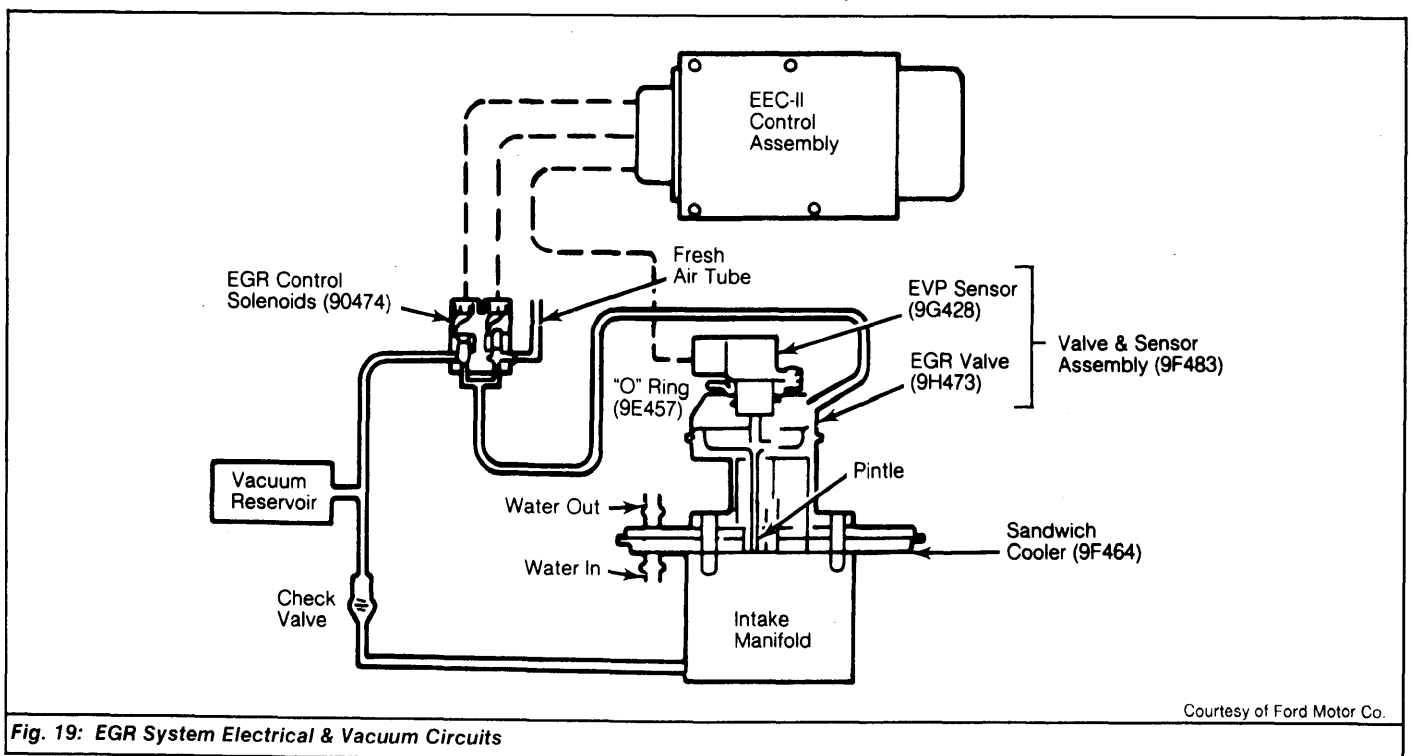 EEC-II
Control
Assembly
Fresh
Air Tube
EGR Control
Solenoids (90474)
EVP Sensor
(9G428)
EGR Valve
(9H473)
Valve & Sensor
Assembly (9F483)
"O" Ring
(9E457)
Vacuum
Reservoir
Pintle
Water Out
Sandwich
Cooler (9F464)
Water In
Check
Valve
Intake
Manifold
Courtesy of Ford Motor Co.
Fig. 19: EGR System Electrical & Vacuum Circuits